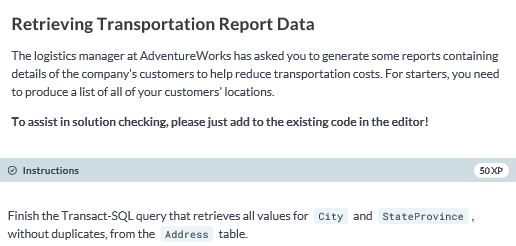 Retrieving Transportation Report Data
The logistics manager at AdventureWorks has asked you to generate some reports containing
details of the company's customers to help reduce transportation costs. For starters, you need
to produce a list of all of your customers' locations.
To assist in solution checking, please just add to the existing code in the editor!
Instructions
50 XP
Finish the Transact-SQL query that retrieves all values for City and StateProvince ,
without duplicates, from the Address table.